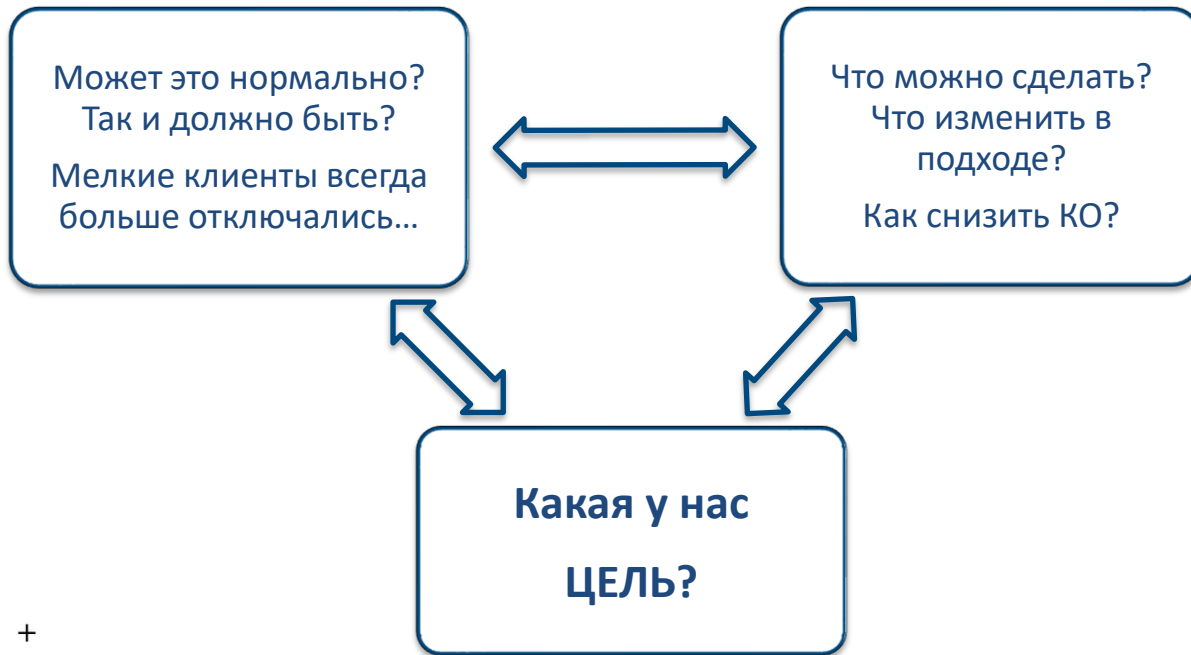 Может это нормально?
Так и должно быть?
Мелкие клиенты всегда
больше отключались...
Что можно сделать?
Что изменить в
подходе?
Как снизить КО?
Какая у нас
ЦЕЛЬ?
+